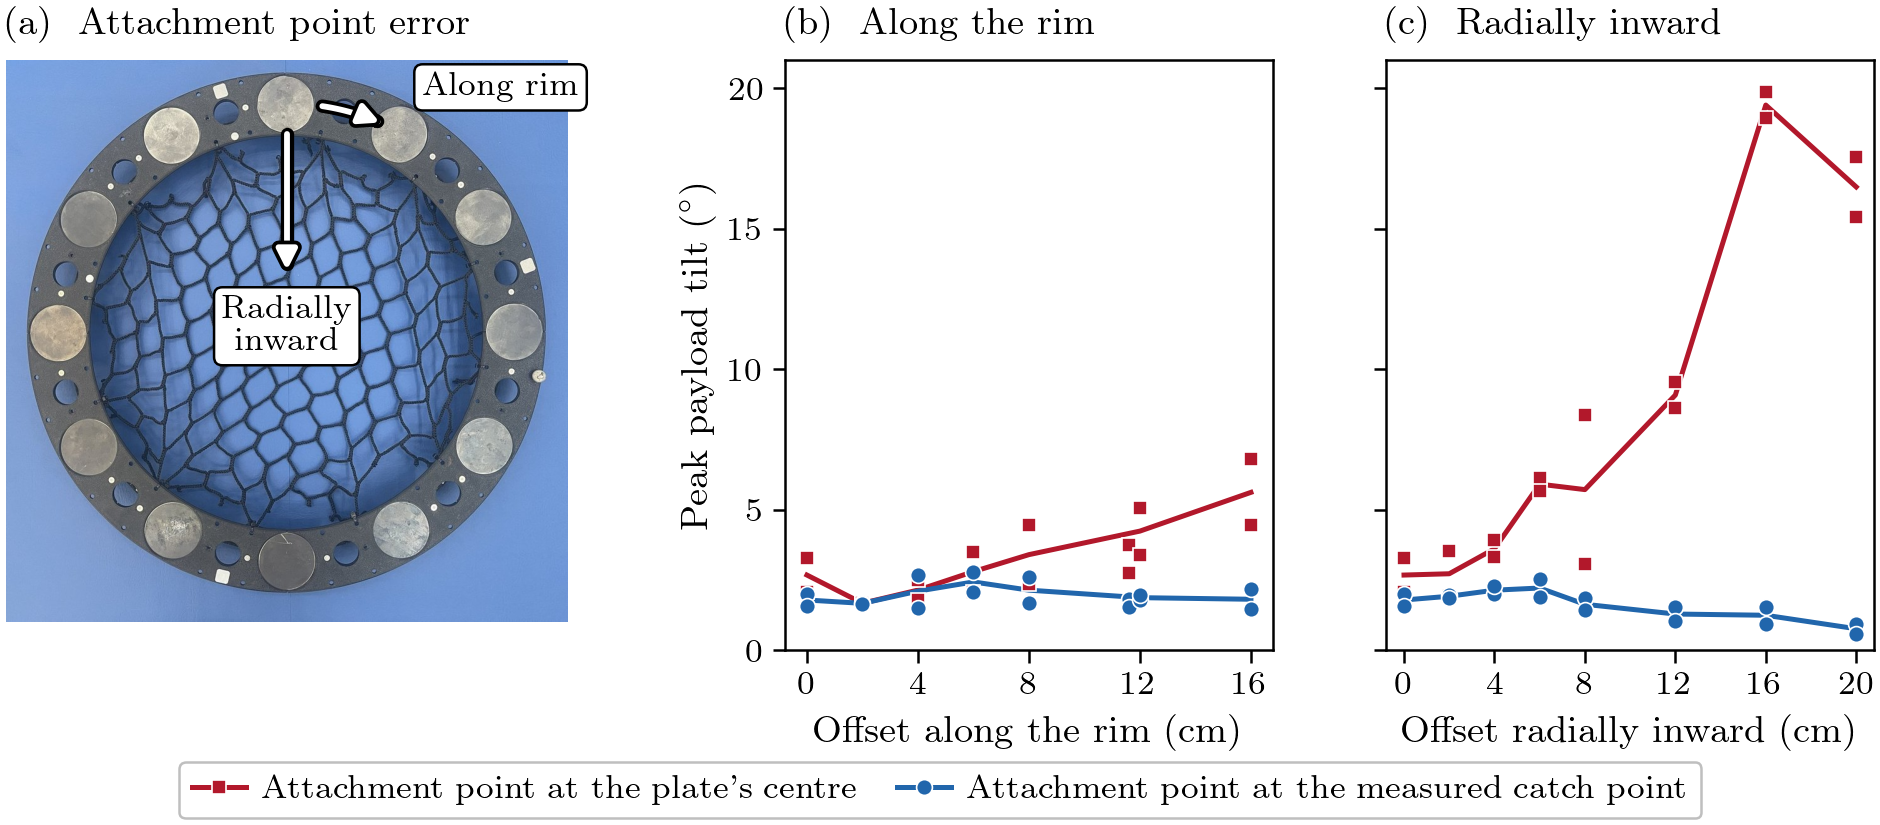 (a) Attachment point error
Along rim
Radially
inward
(b) Along the rim
Peak payload tilt (°)
20
15
10
5
0
0 4 8 12 16
Offset along the rim (cm)
(c) Radially inward
0 4 8 12 16 20
Offset radially inward (cm)
Attachment point at the plate's centre
Attachment point at the measured catch point